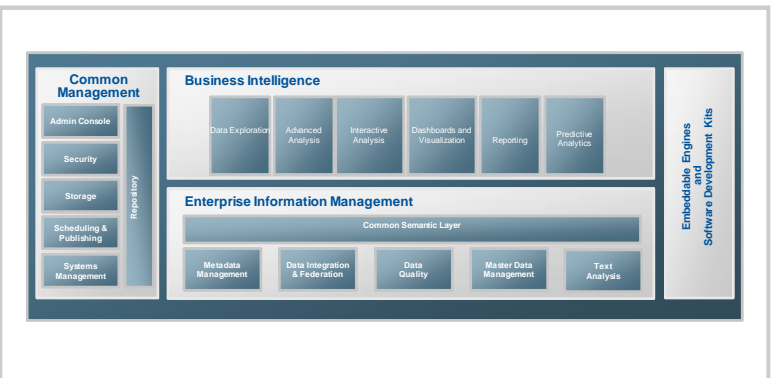 Common
Management
Admin Console
Security
Storage
Scheduling &
Publishing
Systems
Management
Repository
Business Intelligence
Data Exploration
Advanced
Analysis
Interactive
Analysis
Dashboards and
Visualization
Reporting
Predictive
Analytics
Enterprise Information Management
Common Semantic Layer
Metadata
Management
Data Integration
& Federation
Data
Quality
Master Data
Management
Text
Analysis
Embeddable Engines
and
Software Development Kits